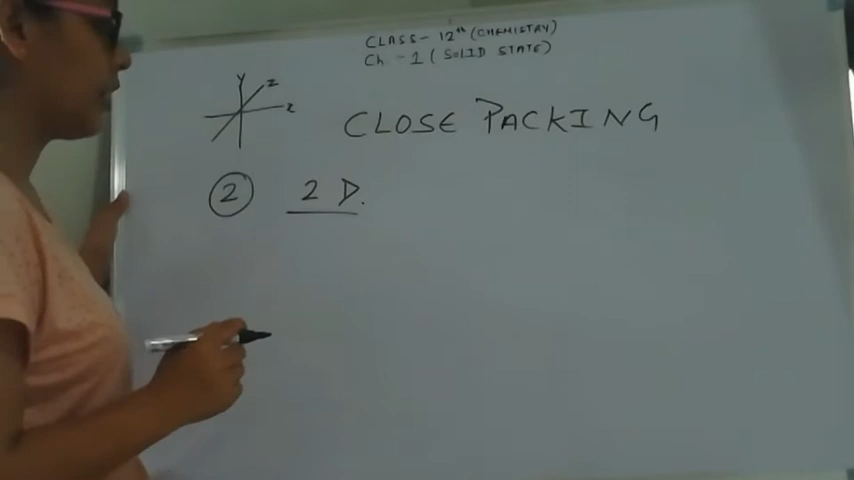 CLASS - 12th (CHEMISTRY)
Ch. - 1 ( SOLID STATE)
Y
Z
x
CLOSE PACKING
2 2 D.